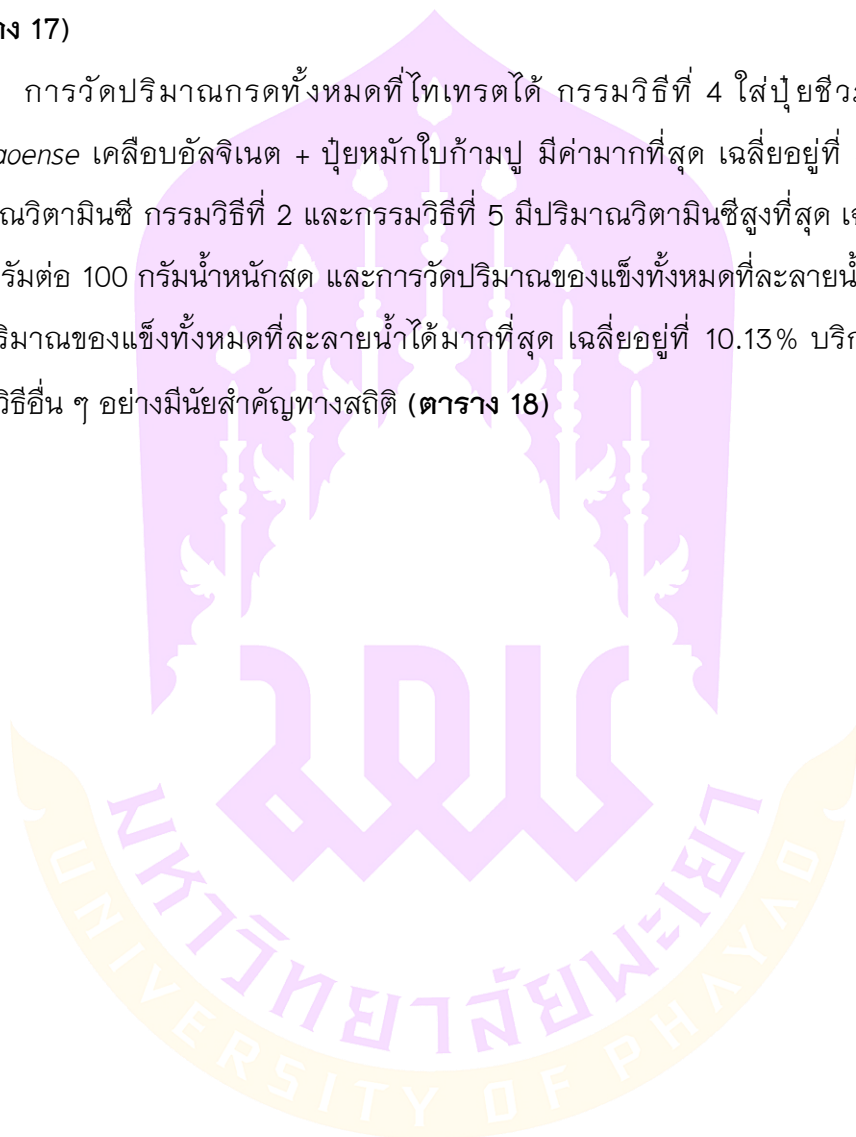 าง 17)
การวัดปริมาณกรดทั้งหมดที่ไทเทรตได้ กรรมวิธีที่ 4 ใส่ปุ๋ยชีว
aoense เคลือบอัลจิเนต + ปุ๋ยหมักใบก้ามปู มีค่ามากที่สุด เฉลี่ยอยู่ที่
ณวิตามินซี กรรมวิธีที่ 2 และกรรมวิธีที่ 5 มีปริมาณวิตามินซีสูงที่สุด เ
รัมต่อ 100 กรัมน้ำหนักสด และการวัดปริมาณของแข็งทั้งหมดที่ละลายน้
ริมาณของแข็งทั้งหมดที่ละลายน้ำได้มากที่สุด เฉลี่ยอยู่ที่ 10.13% บริก
วิธีอื่น ๆ อย่างมีนัยสำคัญทางสถิติ (ตาราง 18)
มหาวิทยาลัยพะเยา
UNIVERSITY OF PHAYAO